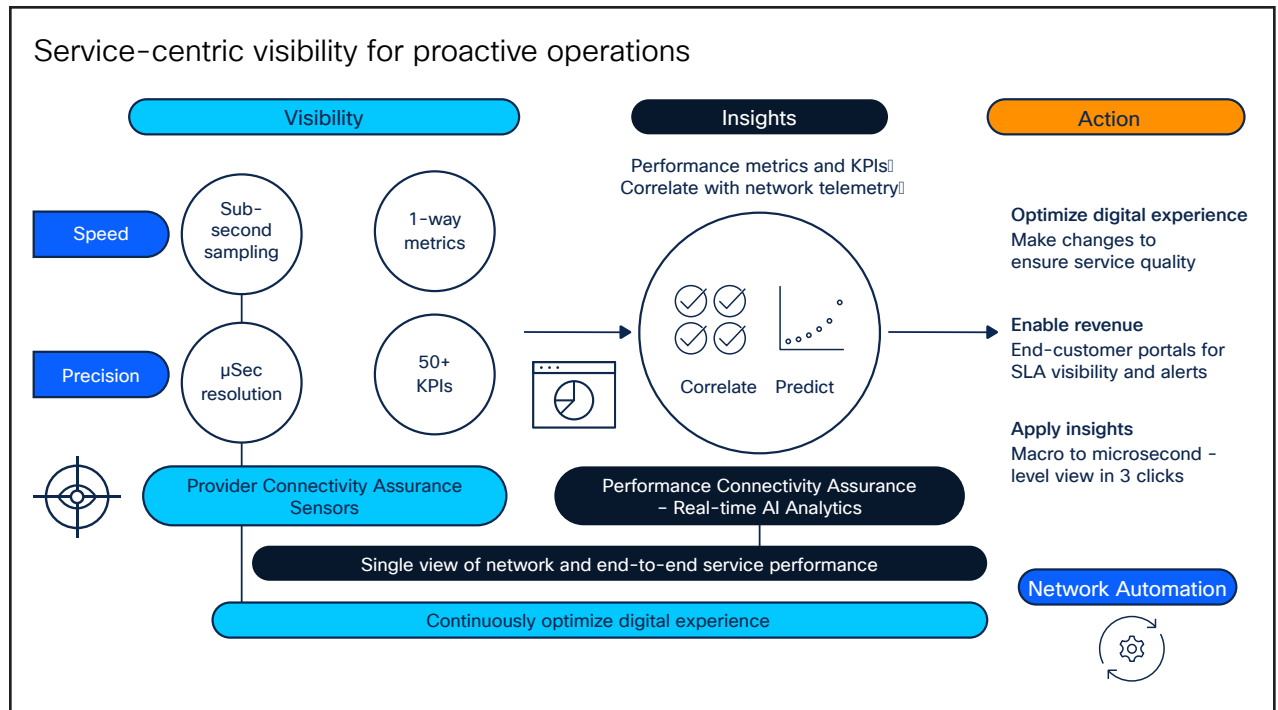 Service-centric visibility for proactive operations
Visibility
Speed
Sub-
second
sampling
1-way
metrics
Precision
µSec
resolution
50+
KPIs
Provider Connectivity Assurance
Sensors
Insights
Performance metrics and KPIs
Correlate with network telemetry
Correlate
Predict
Performance Connectivity Assurance
– Real-time AI Analytics
Single view of network and end-to-end service performance
Continuously optimize digital experience
Action
Optimize digital experience
Make changes to
ensure service quality
Enable revenue
End-customer portals for
SLA visibility and alerts
Apply insights
Macro to microsecond –
level view in 3 clicks
Network Automation